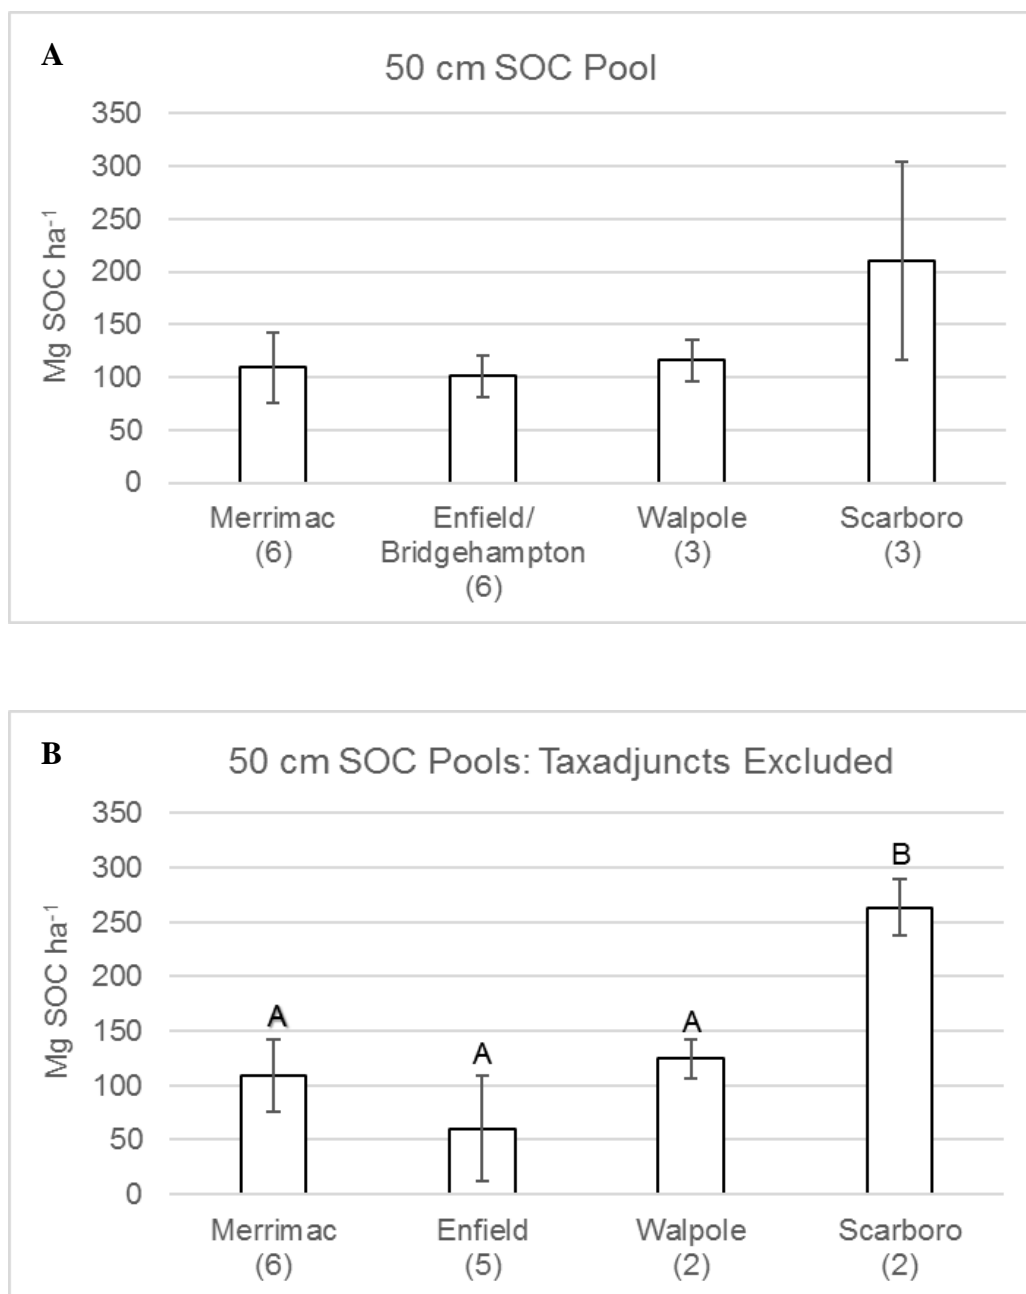 A
50 cm SOC Pool
350
300
250
200
150
100
50
0
Mg SOC ha-1
Merrimac
(6)
Enfield/
Bridgehampton
(6)
Walpole
(3)
Scarboro
(3)
B
50 cm SOC Pools: Taxadjuncts Excluded
350
300
250
200
150
100
50
0
Mg SOC ha-1
A
A
A
B
Merrimac
(6)
Enfield
(5)
Walpole
(2)
Scarboro
(2)